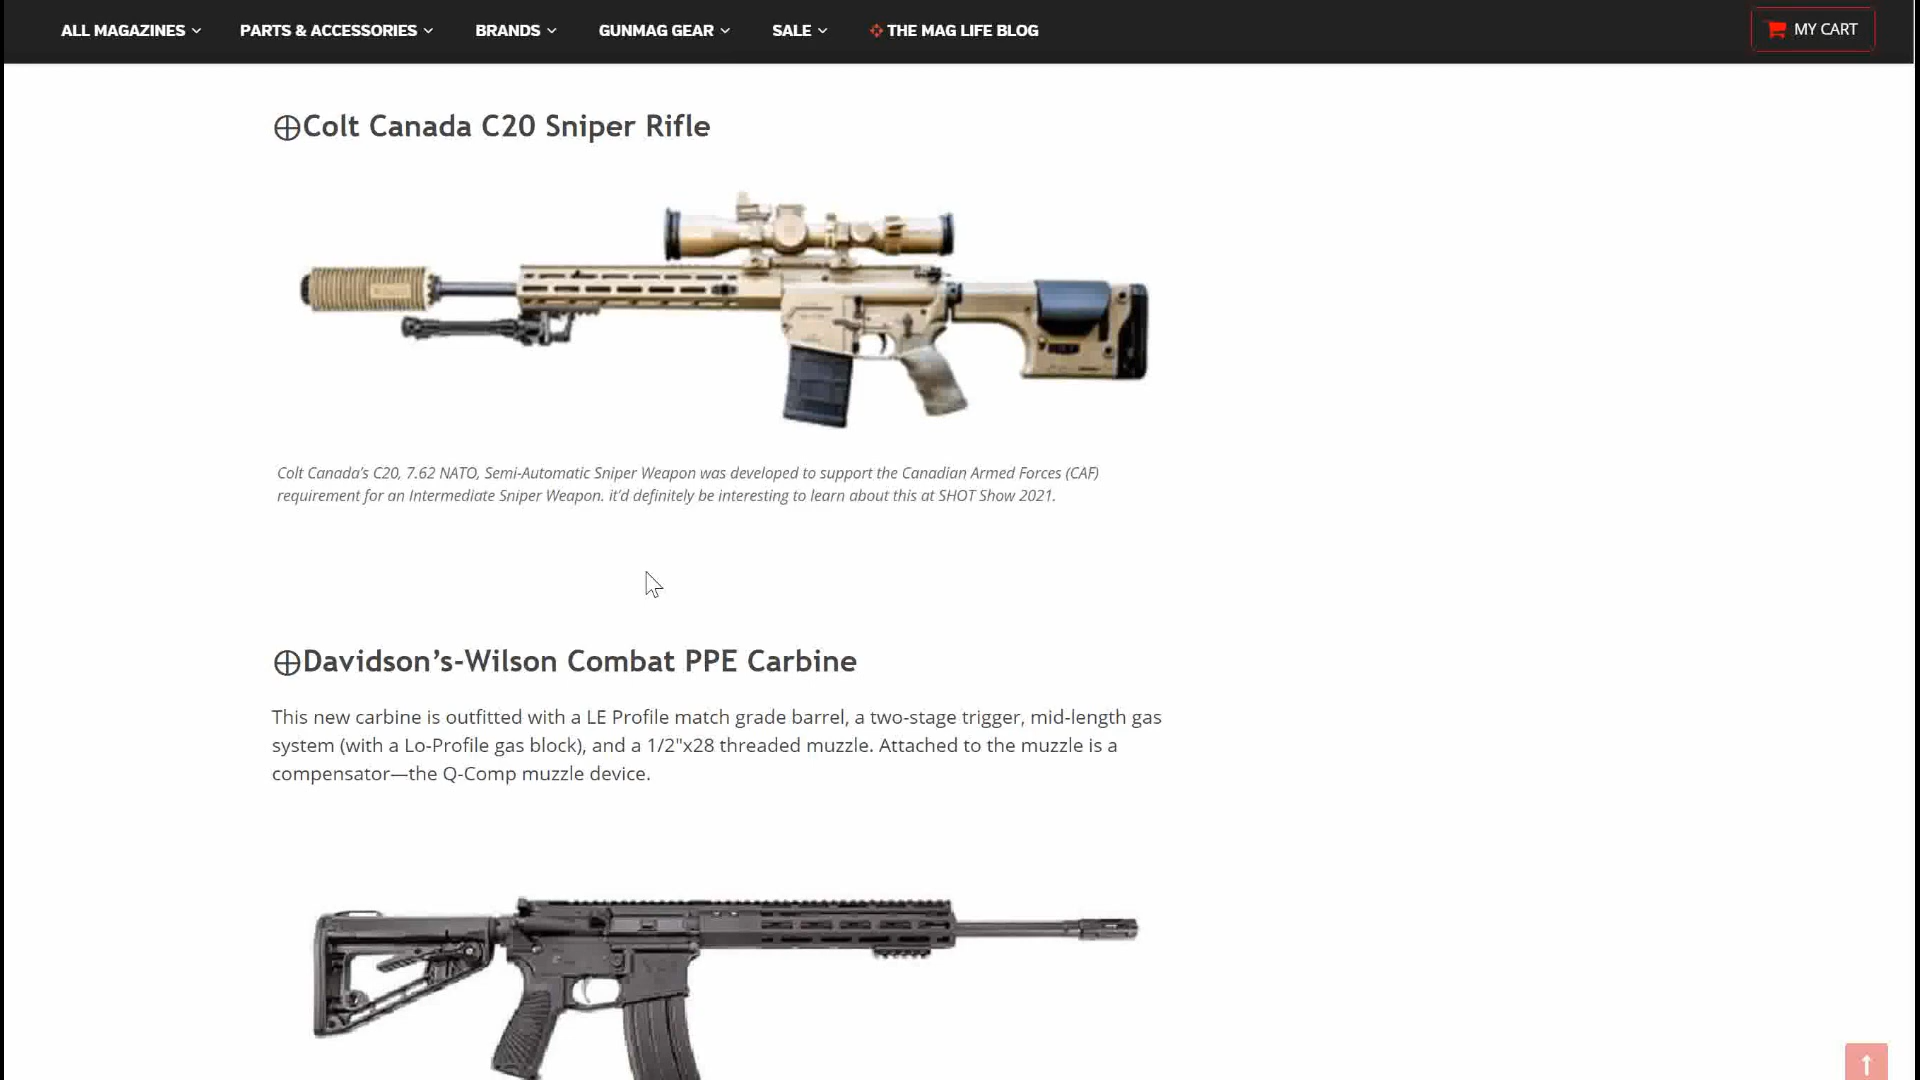 ALL MAGAZINES PARTS & ACCESSORIES BRANDS GUNMAG GEAR SALE THE MAG LIFE BLOG MY CART
Colt Canada C20 Sniper Rifle
Colt Canada's C20, 7.62 NATO, Semi-Automatic Sniper Weapon was developed to support the Canadian Armed Forces (CAF)
requirement for an Intermediate Sniper Weapon. it'd definitely be interesting to learn about this at SHOT Show 2021.
Davidson’s-Wilson Combat PPE Carbine
This new carbine is outfitted with a LE Profile match grade barrel, a two-stage trigger, mid-length gas
system (with a Lo-Profile gas block), and a 1/2"x28 threaded muzzle. Attached to the muzzle is a
compensator—the Q-Comp muzzle device.